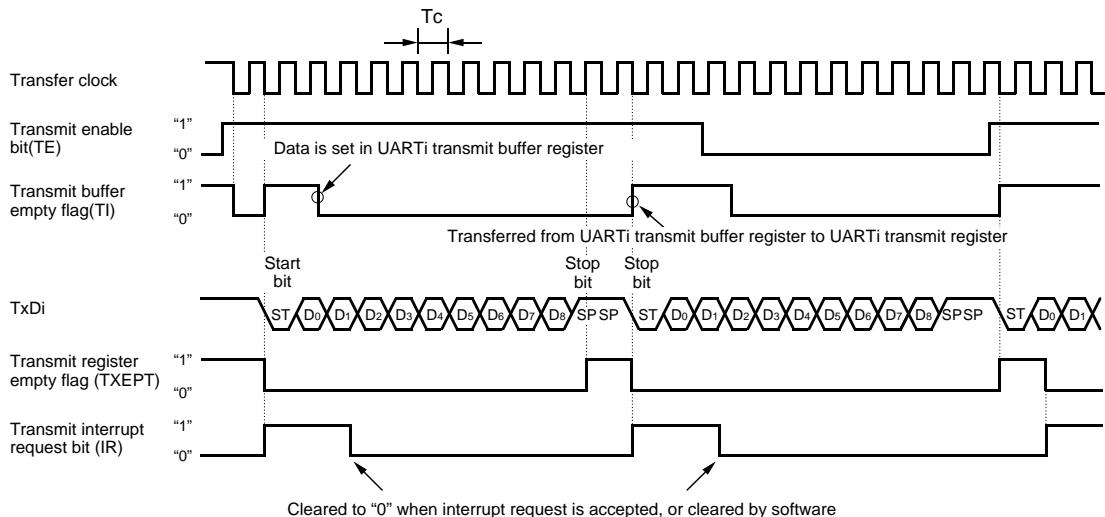 Tc
Transfer clock
Transmit enable
bit(TE)
“1”
“0”
Data is set in UARTi transmit buffer register
Transmit buffer
empty flag(TI)
“1”
“0”
Transferred from UARTi transmit buffer register to UARTi transmit register
Start
bit
Stop
bit
Stop
bit
TxDi
ST D0 D1 D2 D3 D4 D5 D6 D7 D8 SP SP ST D0 D1 D2 D3 D4 D5 D6 D7 D8 SPSP ST D0 D1
Transmit register
empty flag (TXEPT)
“1”
“0”
Transmit interrupt
request bit (IR)
“1”
“0”
Cleared to “0” when interrupt request is accepted, or cleared by software